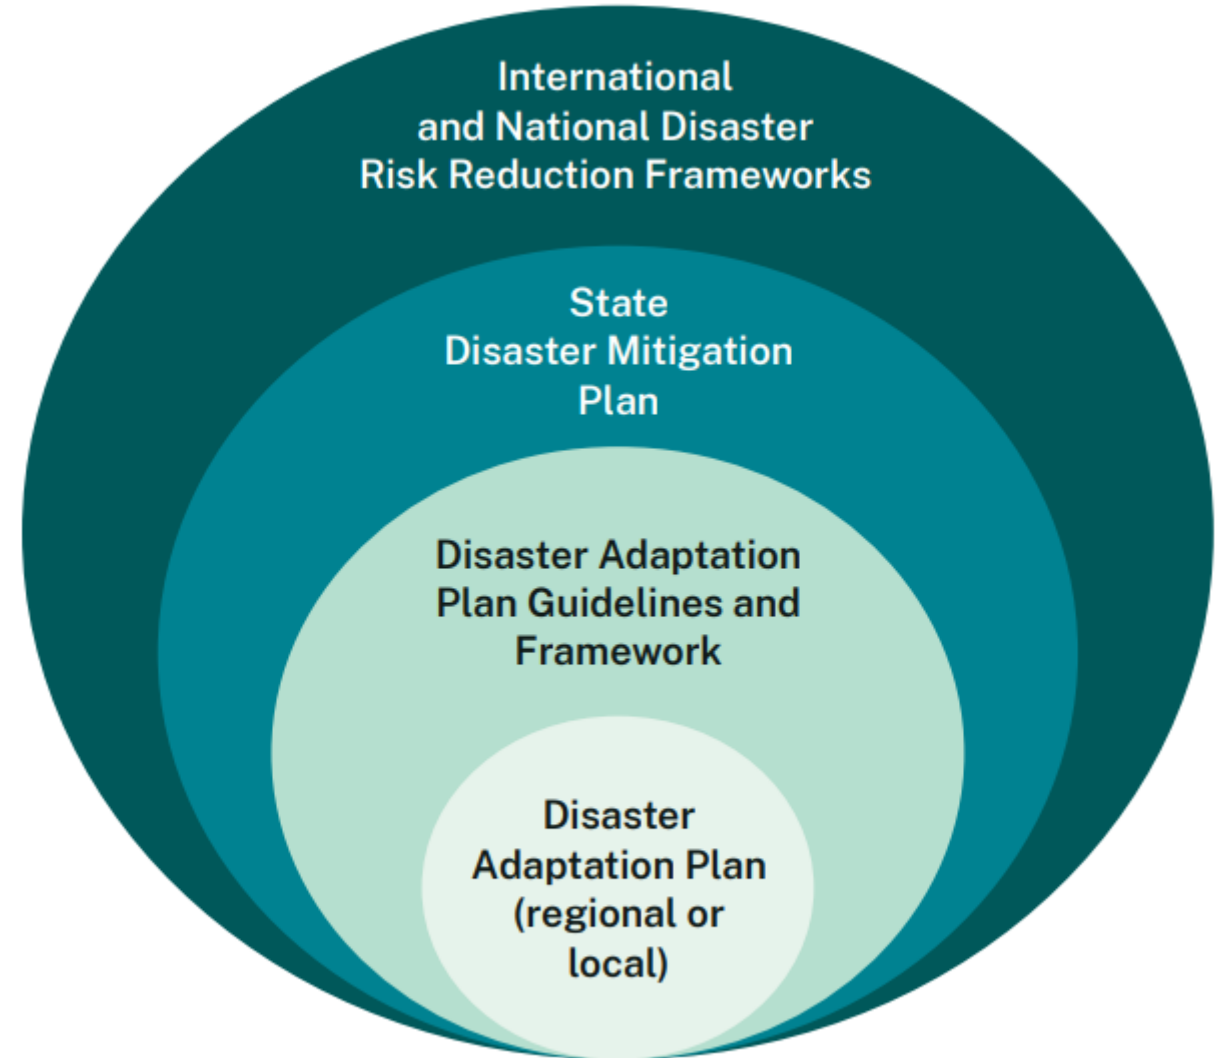 International
and National Disaster
Risk Reduction Frameworks
State
Disaster Mitigation
Plan
Disaster Adaptation
Plan Guidelines and
Framework
Disaster
Adaptation Plan
(regional or
local)